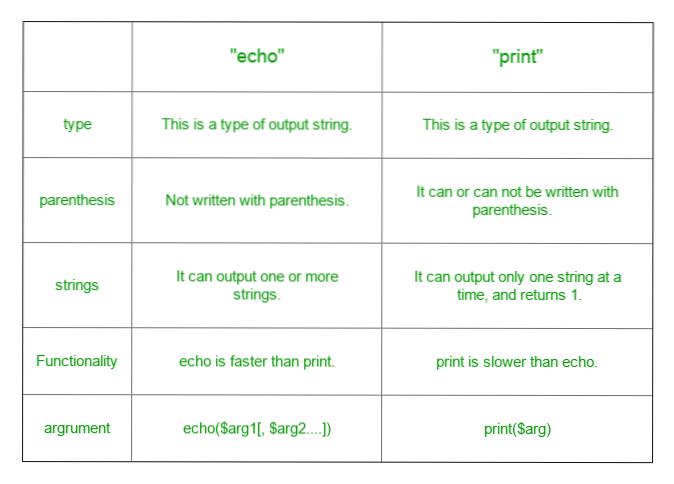 "echo"
"print"
type
This is a type of output string.
This is a type of output string.
parenthesis
Not written with parenthesis.
It can or can not be written with
parenthesis.
strings
It can output one or more
strings.
It can output only one string at a
time, and returns 1.
Functionality
echo is faster than print.
print is slower than echo.
argrument
echo($arg1[, $arg2....])
print($arg)